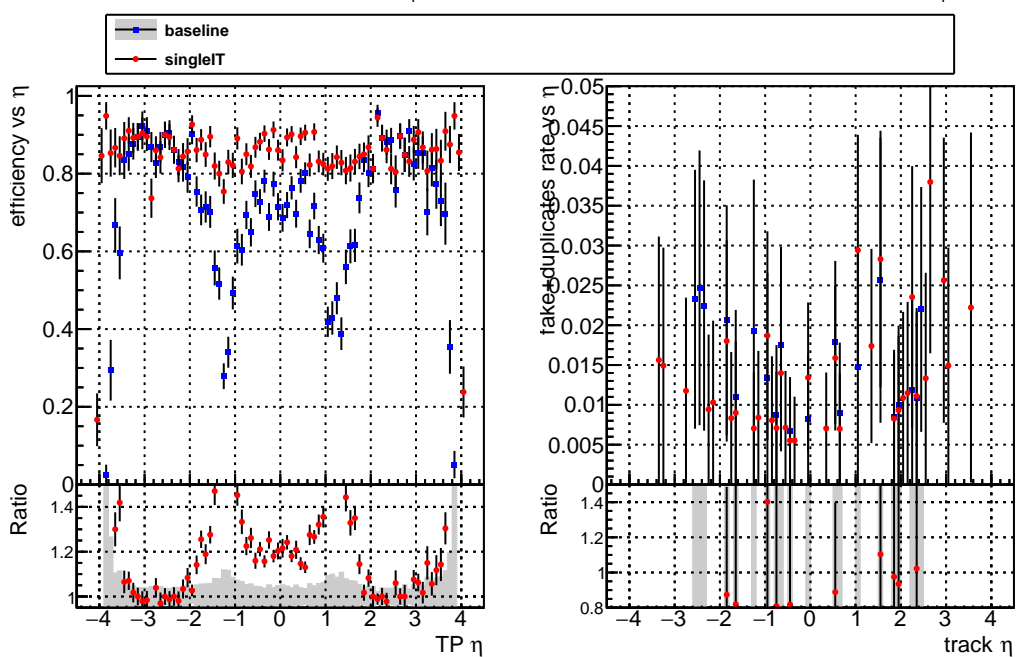 baseline
singleIT
efficiency vs η
1
0.8
0.6
0.4
0.2
0
Ratio
1.4
1.2
1
−4 −3 −2 −1 0 1 2 3 4
TP η
fake+duplicates rate vs η
0.05
0.045
0.04
0.035
0.03
0.025
0.02
0.015
0.01
0.005
0
Ratio
1.4
1.2
1
0.8
−4 −3 −2 −1 0 1 2 3 4
track η